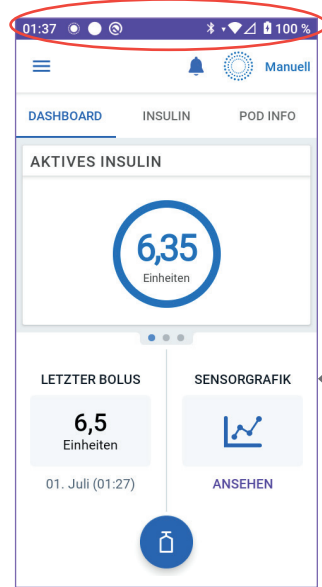 01:37 100 %
Manuell
DASHBOARD INSULIN POD INFO
AKTIVES INSULIN
6,35
Einheiten
LETZTER BOLUS SENSORGRAFIK
6,5
Einheiten
01. Juli (01:27) ANSEHEN